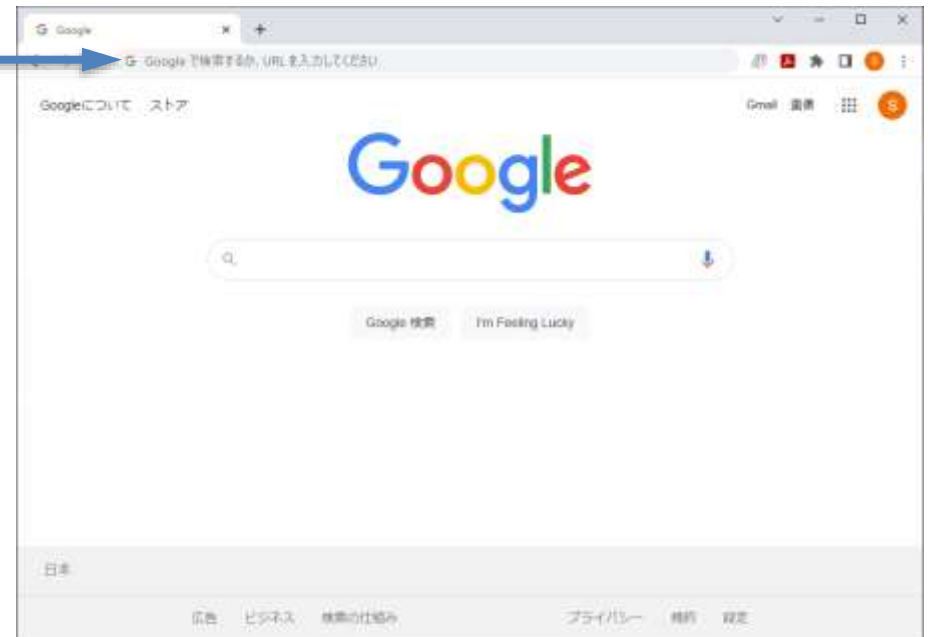 Google
Google で検索するか、URL を入力してください
Googleについて ストア
Gmail 画像
S
Google
Google 検索
I'm Feeling Lucky
日本
広告 ビジネス 検索の仕組み
プライバシー 規約 設定